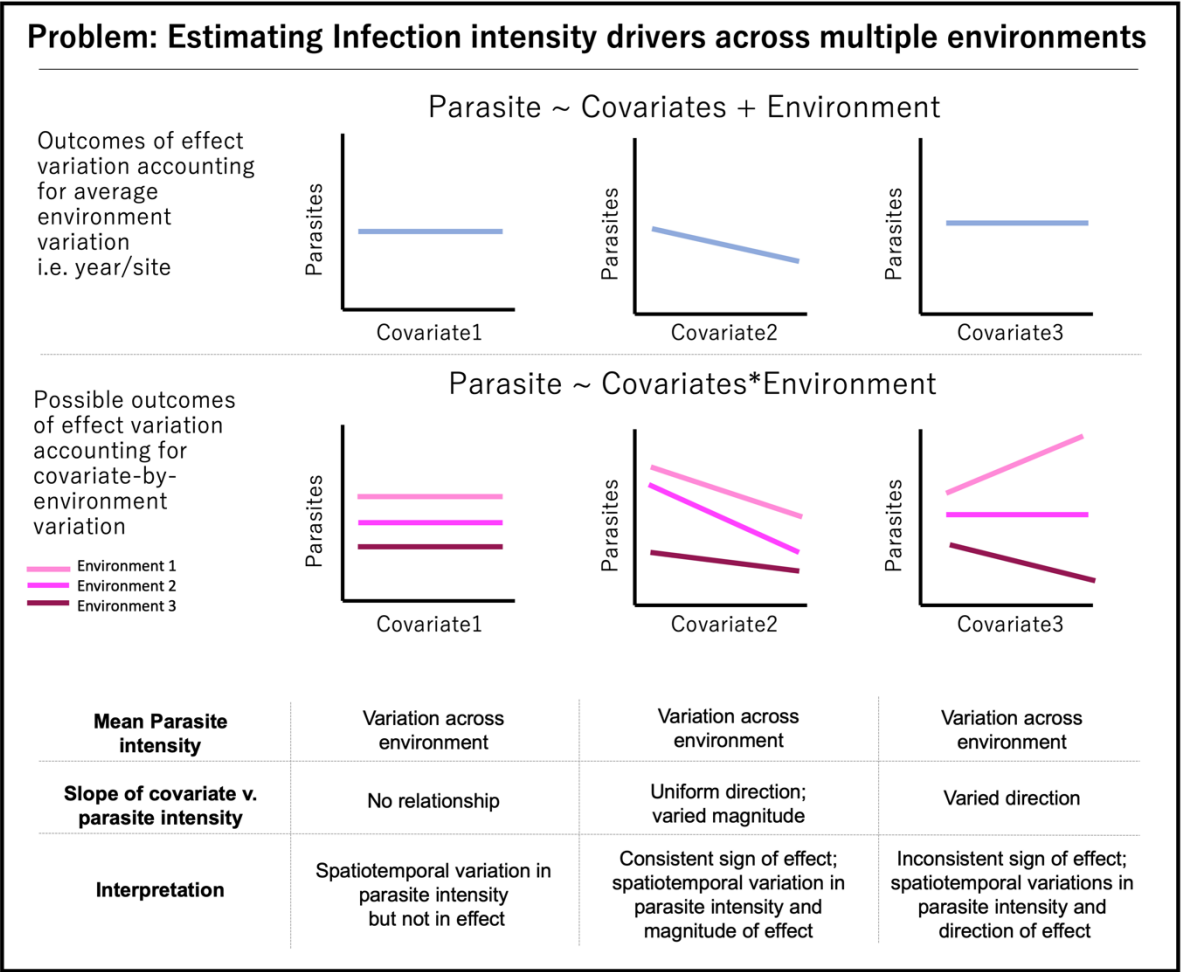 Problem: Estimating Infection intensity drivers across multiple environments
Parasite ~ Covariates + Environment
Outcomes of effect
variation accounting
for average
environment
variation
i.e. year/site
Parasites
Covariate1
Parasites
Covariate2
Parasites
Covariate3
Parasite ~ Covariates*Environment
Possible outcomes
of effect variation
accounting for
covariate-by-
environment
variation
Environment 1
Environment 2
Environment 3
Parasites
Covariate1
Parasites
Covariate2
Parasites
Covariate3
Mean Parasite
intensity
Variation across
environment
Variation across
environment
Variation across
environment
Slope of covariate v.
parasite intensity
No relationship
Uniform direction;
varied magnitude
Varied direction
Interpretation
Spatiotemporal variation in
parasite intensity
but not in effect
Consistent sign of effect;
spatiotemporal variation in
parasite intensity and
magnitude of effect
Inconsistent sign of effect;
spatiotemporal variations in
parasite intensity and
direction of effect